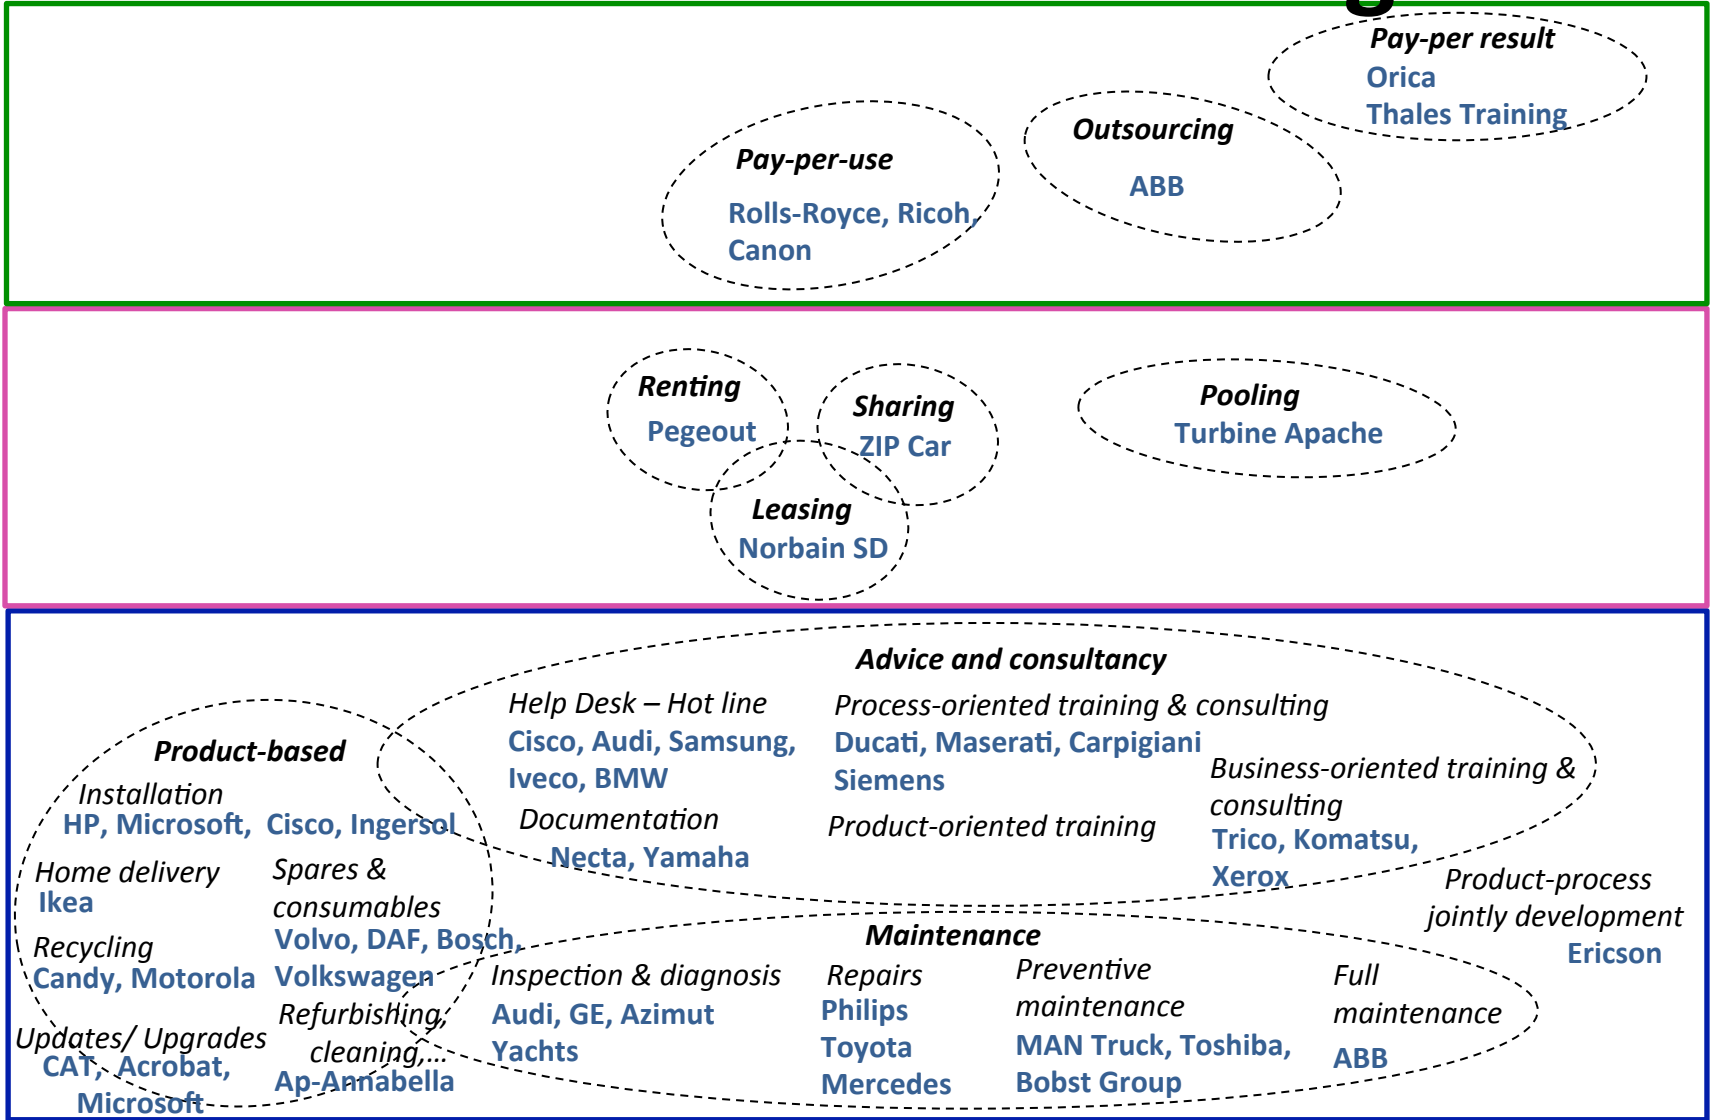 g
Pay-per result
Orica
Thales Training
Outsourcing
ABB
Pay-per-use
Rolls-Royce, Ricoh,
Canon
Renting
Pegeout
Sharing
ZIP Car
Pooling
Turbine Apache
Leasing
Norbain SD
Advice and consultancy
Help Desk – Hot line
Cisco, Audi, Samsung,
Iveco, BMW
Process-oriented training & consulting
Ducati, Maserati, Carpigiani
Siemens
Business-oriented training &
consulting
Trico, Komatsu,
Xerox
Documentation
Necta, Yamaha
Product-oriented training
Product-based
Installation
HP, Microsoft, Cisco, Ingersol
Home delivery
Ikea
Spares &
consumables
Volvo, DAF, Bosch,
Volkswagen
Recycling
Candy, Motorola
Refurbishing,
cleaning,...
Ap-Annabella
Updates/ Upgrades
CAT, Acrobat,
Microsoft
Product-process
jointly development
Ericson
Maintenance
Inspection & diagnosis
Audi, GE, Azimut
Yachts
Repairs
Philips
Toyota
Mercedes
Preventive
maintenance
MAN Truck, Toshiba,
Bobst Group
Full
maintenance
ABB